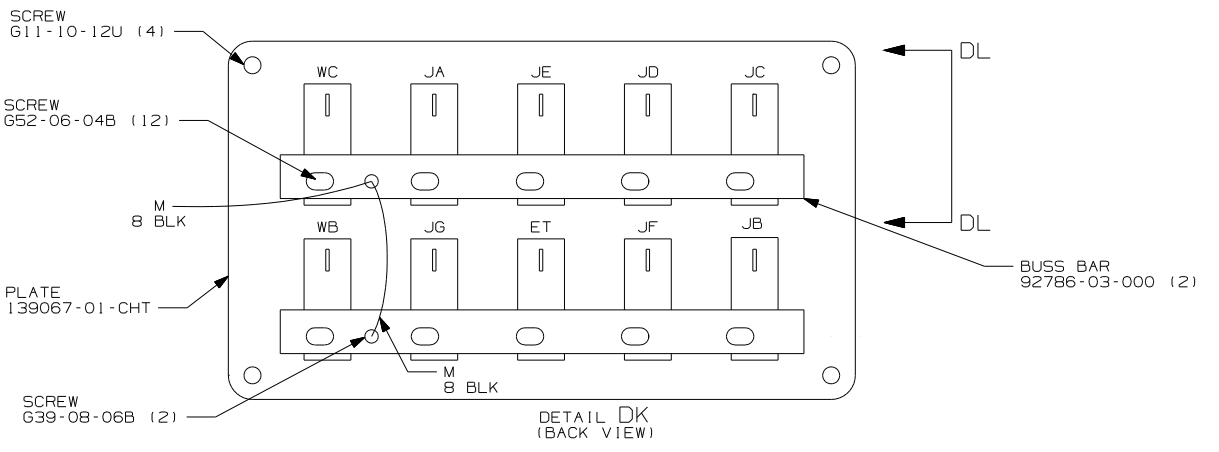 SCREW
G11-10-12U (4)
DL
WC JA JE JD JC
SCREW
G52-06-04B (12)
M
8 BLK
DL
WB JG ET JF JB
BUSS BAR
92786-03-000 (2)
PLATE
139067-01-CHT
M
8 BLK
SCREW
G39-08-06B (2)
DETAIL DK
(BACK VIEW)